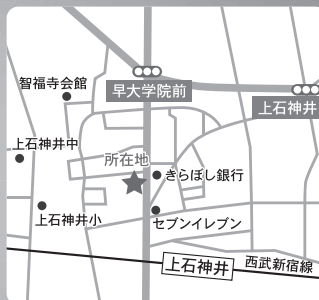 智福寺会館
早大学院前
上石神井
上石神井中
所在地
きらぼし銀行
上石神井小
セブンイレブン
上石神井
西武新宿線